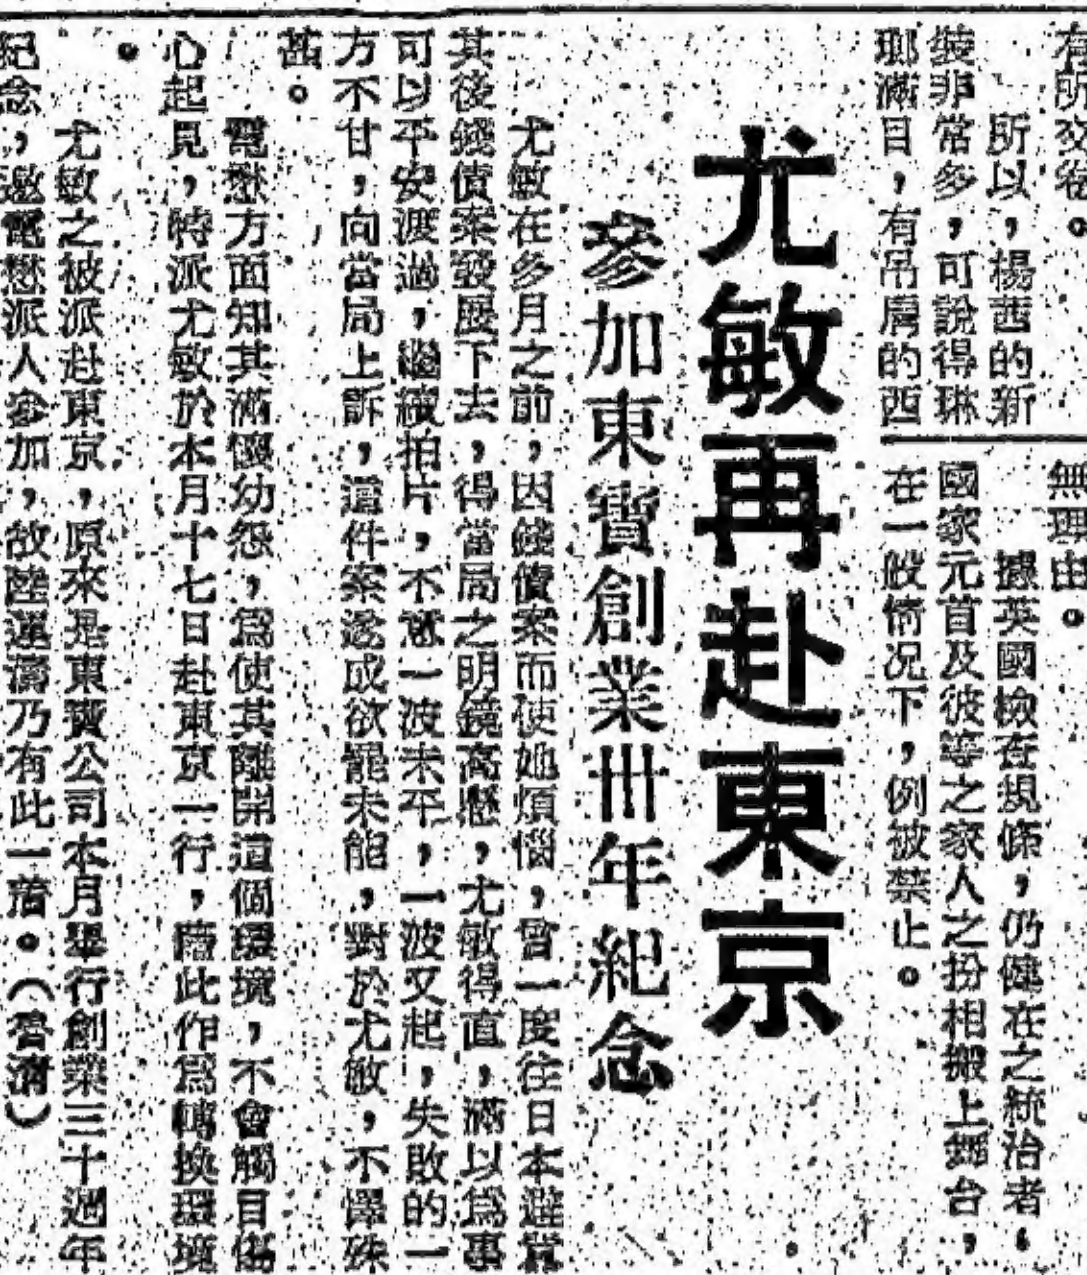 有所交卷。
所以，楊茜的新
裝非常多，可說得琳
瑯滿目，有吊膊的西
無理由。
據英國檢查規條，仍健在之統治者，
國家元首及彼等之家人之扮相搬上舞台，
在一般情况下，例被禁止。
尤敏再赴東京
參加東寶創業卅年紀念
尤敏在多月之前，因錢債案而使她煩惱，曾一度往日本避實
其後錢債案發展下去，得當局之明鏡高懸，尤敏得直，滿以爲事
可以平安渡過，繼續拍片，不意一波未平，一波又起，失敗的一
方不甘，向當局上訴，這件案遂成欲罷未能，對於尤敏，不懌殊
甚。
電懋方面知其滿懷幼怨，爲使其離開這個環境，不會觸目傷
心起見，特派尤敏於本月十七日赴東京一行，藉此作爲轉換環境
。
尤敏之被派赴東京，原來是東寶公司本月舉行創業三十週年
紀念，邀電懋派人參加，故陸運濤乃有此一着。（碧清）